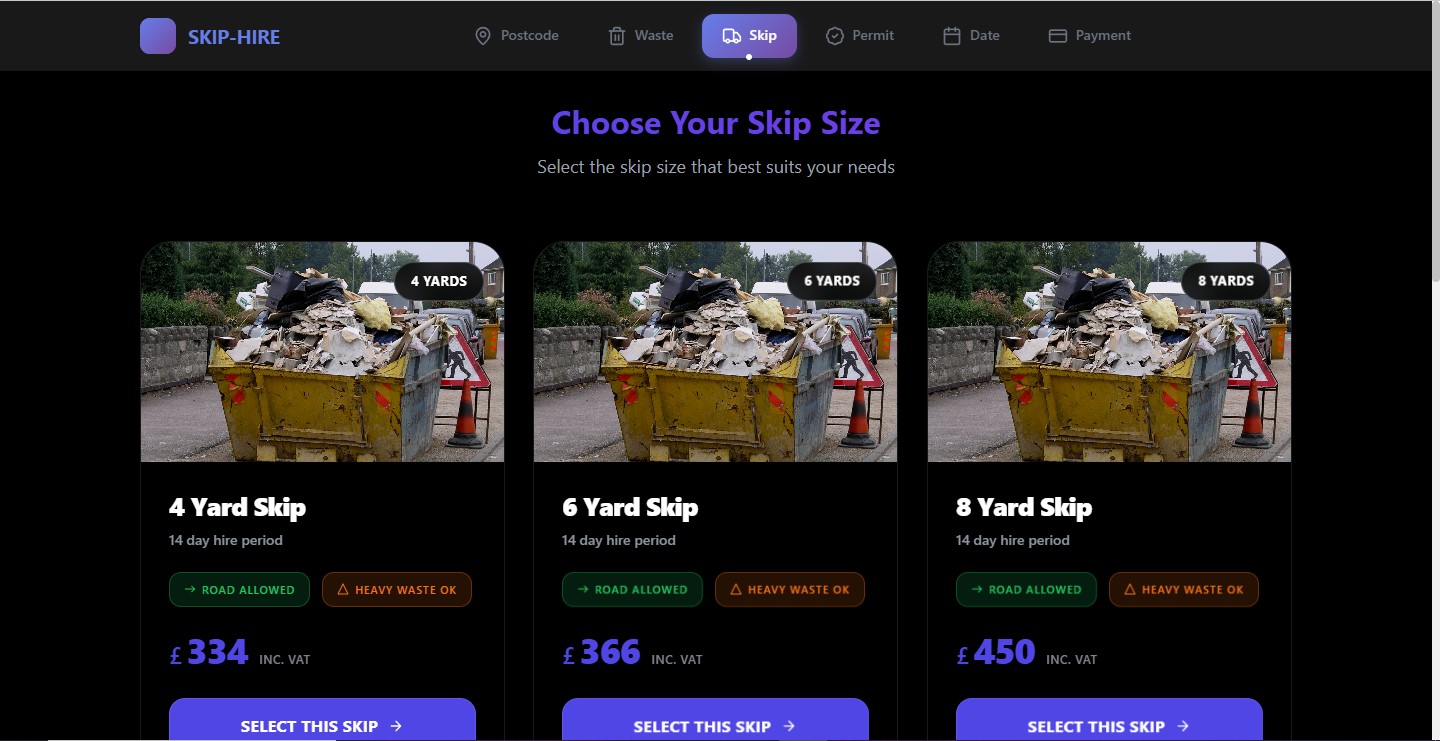 SKIP-HIRE Postcode Waste Skip Permit Date Payment
Choose Your Skip Size
Select the skip size that best suits your needs
4 YARDS 6 YARDS 8 YARDS
4 Yard Skip 6 Yard Skip 8 Yard Skip
14 day hire period 14 day hire period 14 day hire period
→ ROAD ALLOWED HEAVY WASTE OK → ROAD ALLOWED HEAVY WASTE OK → ROAD ALLOWED HEAVY WASTE OK
£ 334 INC. VAT £ 366 INC. VAT £ 450 INC. VAT
SELECT THIS SKIP → SELECT THIS SKIP → SELECT THIS SKIP →